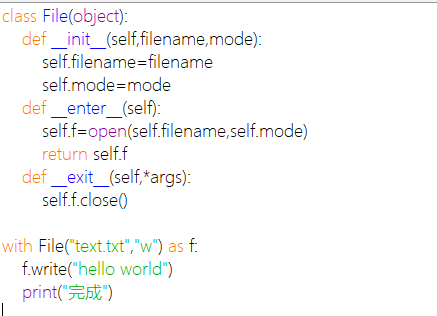 class File(object):
    def __init__(self,filename,mode):
        self.filename=filename
        self.mode=mode
    def __enter__(self):
        self.f=open(self.filename,self.mode)
        return self.f
    def __exit__(self,*args):
        self.f.close()

with File("text.txt","w") as f:
    f.write("hello world")
    print("完成")